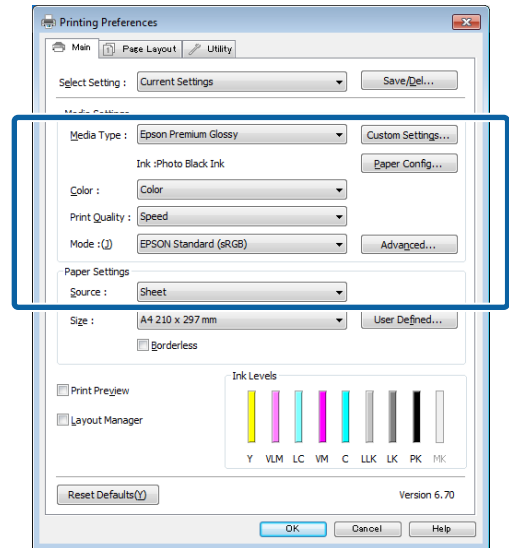 Printing Preferences
Main Page Layout Utility
Select Setting : Current Settings Save/Del...
Media Settings
Media Type : Epson Premium Glossy Custom Settings...
Ink :Photo Black Ink Paper Config...
Color : Color
Print Quality : Speed
Mode :(J) EPSON Standard (sRGB) Advanced...
Paper Settings
Source : Sheet
Size : A4 210 x 297 mm User Defined...
Borderless
Ink Levels
Print Preview
Layout Manager
Y VLM LC VM C LLK LK PK MK
Reset Defaults(Y) Version 6.70
OK Cancel Help